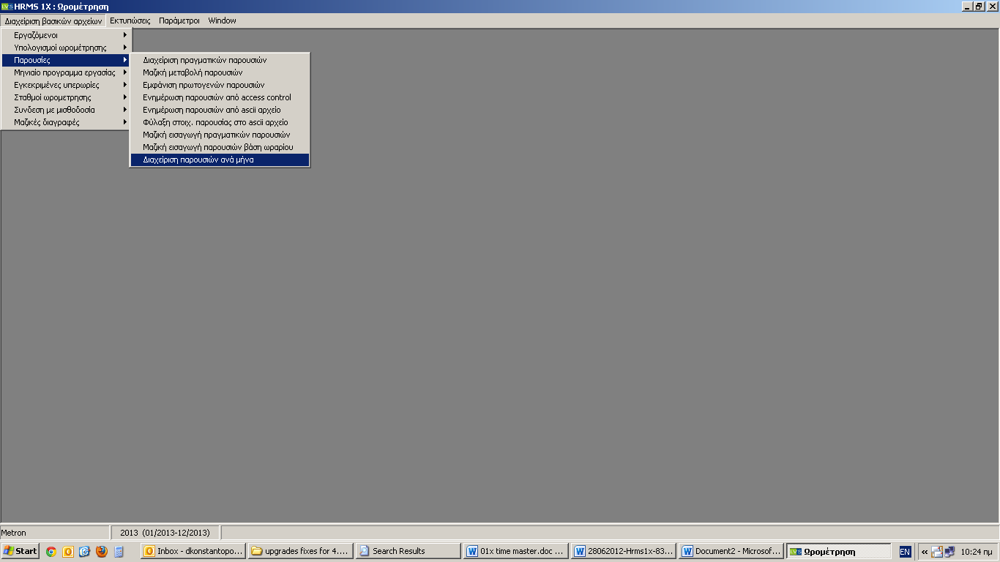 HRMS 1X : Ωρομέτρηση
Διαχείριση βασικών αρχείων Εκτυπώσεις Παράμετροι Window
Εργαζόμενοι
Υπολογισμοί ωρομέτρησης
Παρουσίες
Μηνιαίο προγραμμα εργασίας
Εγκεκριμένες υπερωρίες
Σταθμοί ωρομετρησης
Συνδεση με μισθοδοσία
Μαζικές διαγραφές
Διαχείριση πραγματικών παρουσιών
Μαζική μεταβολή παρουσιών
Εμφάνιση πρωτογενών παρουσιών
Ενημέρωση παρουσιών από access control
Ενημέρωση παρουσιών από ascii αρχείο
Φύλαξη στοιχ. παρουσίας στο ascii αρχείο
Μαζική εισαγωγή πραγματικών παρουσιών
Μαζική εισαγωγή παρουσιών βάση ωραρίου
Διαχείριση παρουσιών ανά μήνα
Metron 2013 (01/2013-12/2013)
Start Inbox - dkonstantopo... upgrades fixes for 4.... Search Results 01x time master.doc ... 28062012-Hrms1x-83... Document2 - Microsof... Ωρομέτρηση EN « 10:24 πμ